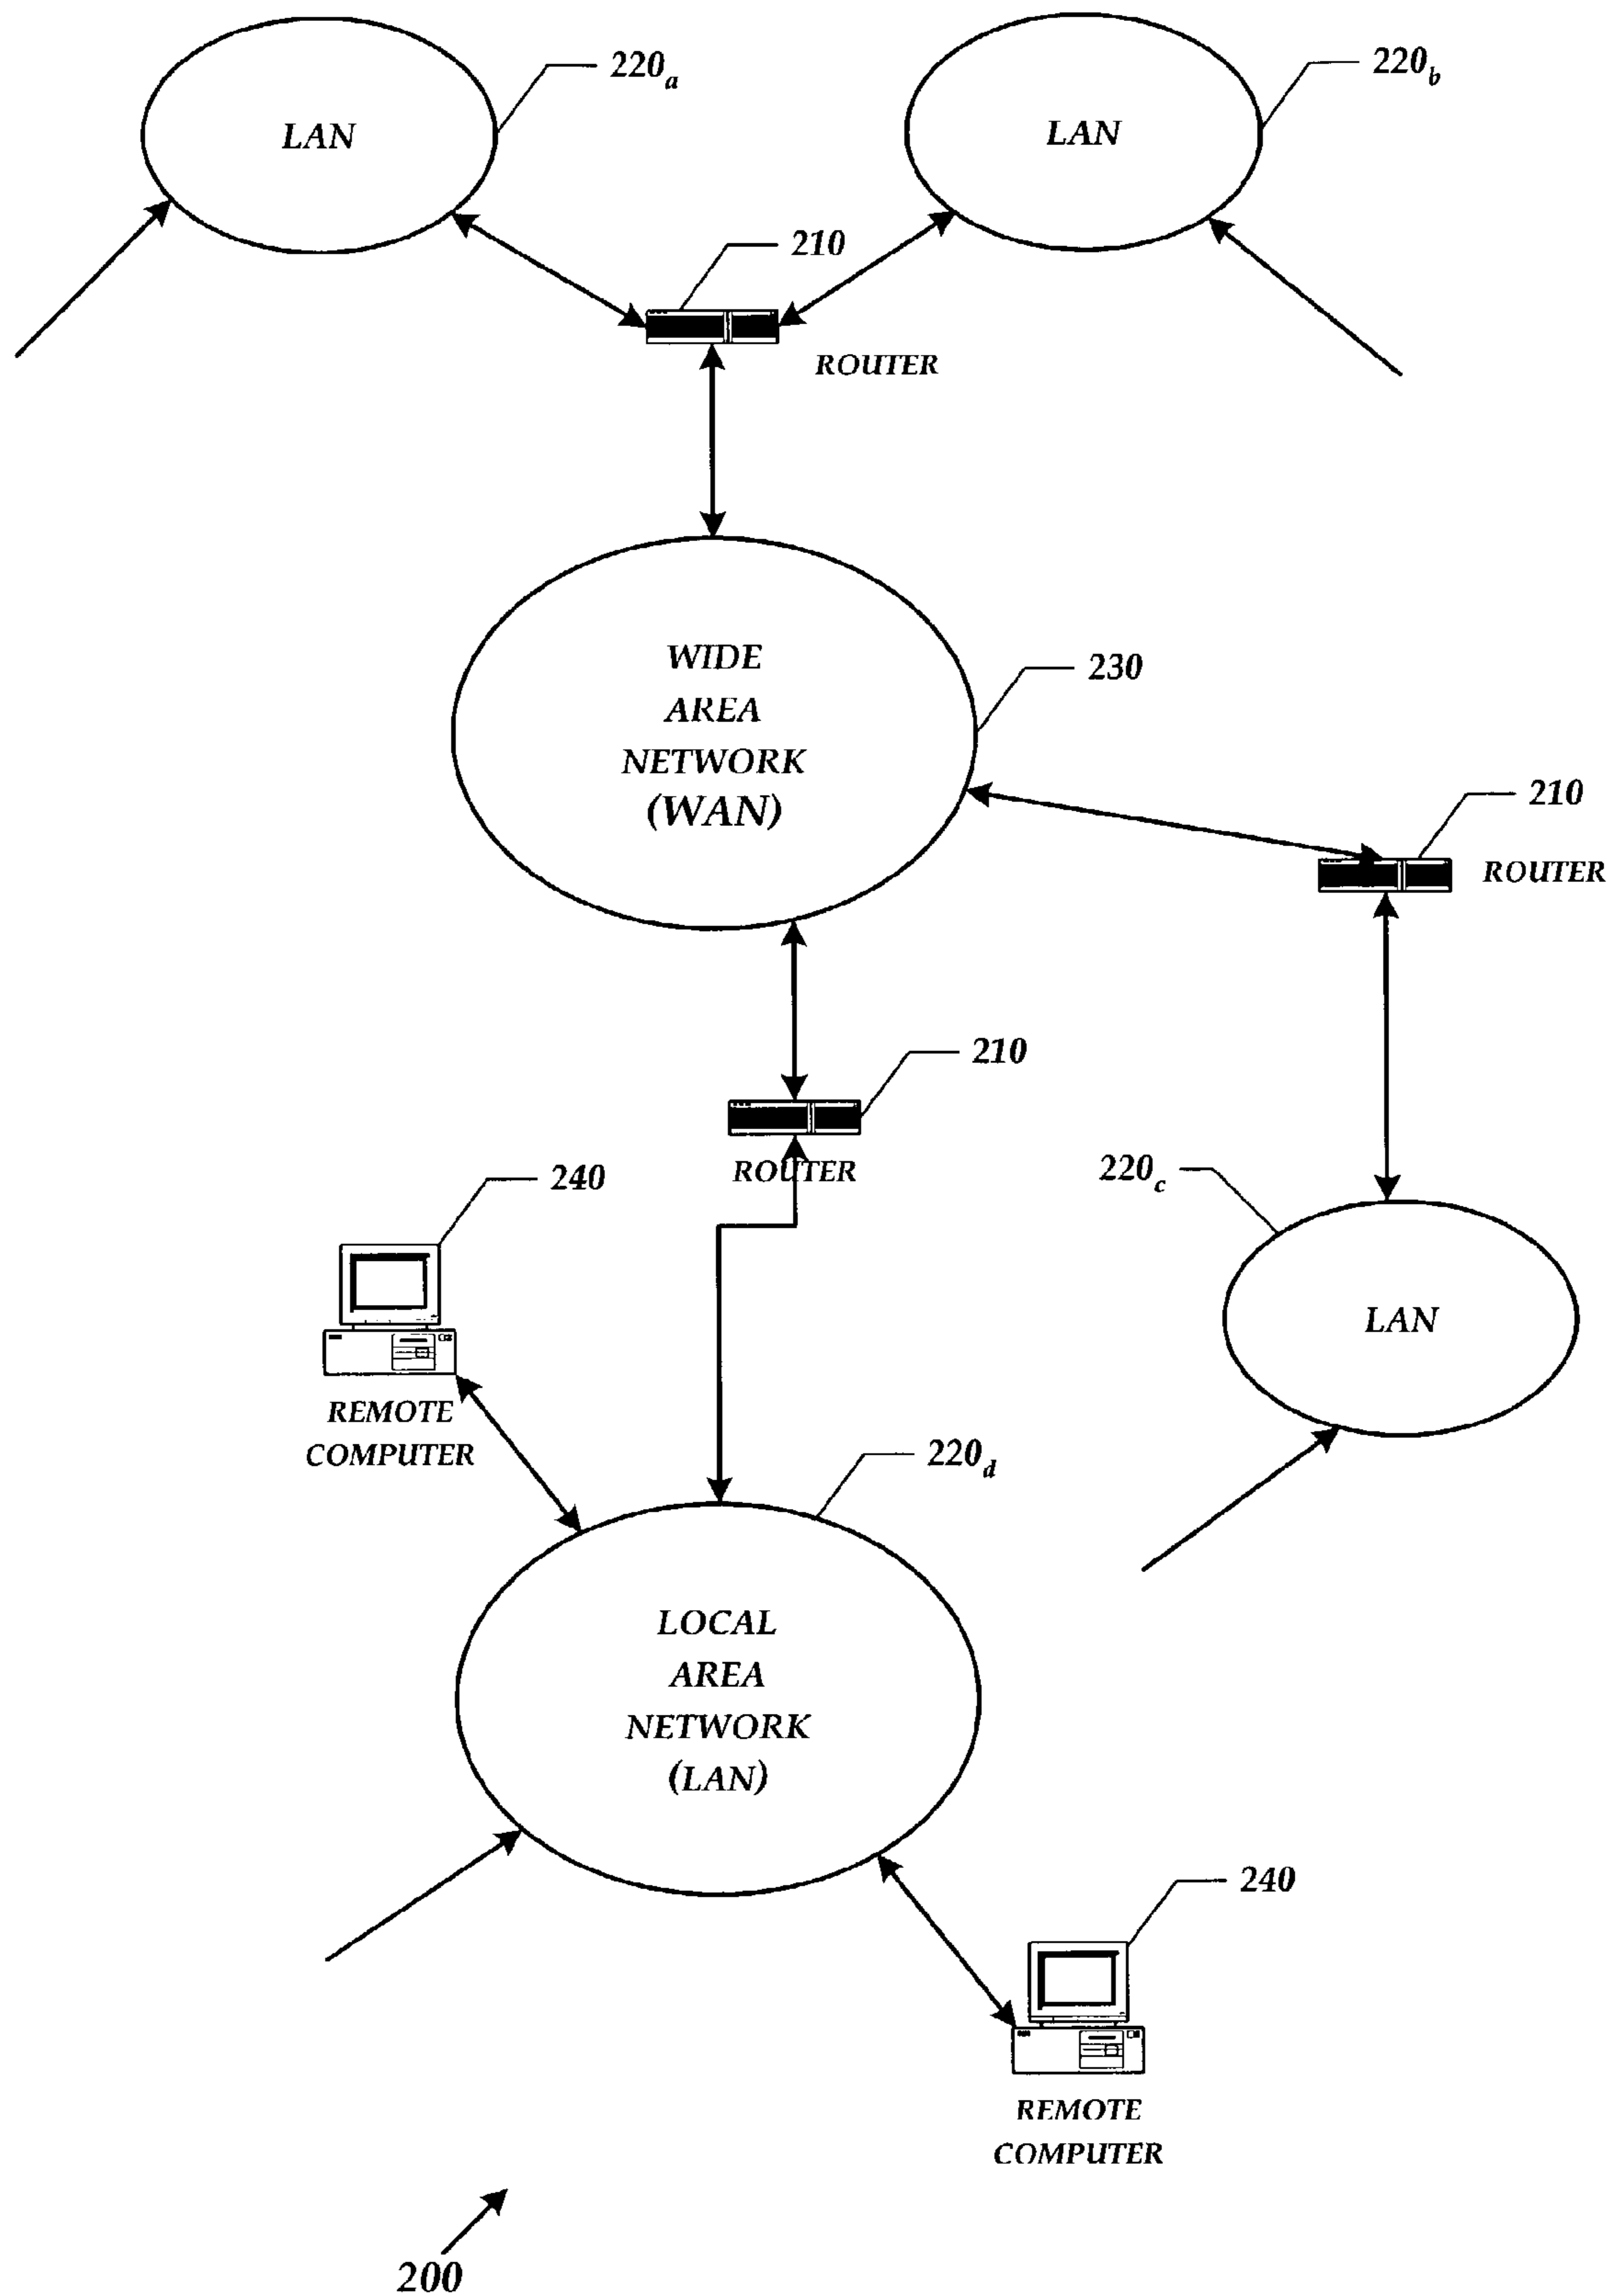 220a
220b
LAN
LAN
210
ROUTER
WIDE
AREA
NETWORK
(WAN)
230
210
ROUTER
210
ROUTER
240
220c
REMOTE
COMPUTER
LAN
220d
LOCAL
AREA
NETWORK
(LAN)
240
REMOTE
COMPUTER
200